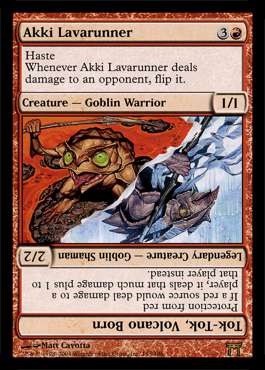 Akki Lavarunner 3
Haste
Whenever Akki Lavarunner deals
damage to an opponent, flip it.
Creature — Goblin Warrior
1/1
Legendary Creature — Goblin Shaman
2/2
Tok-Tok, Volcano Born
Protection from red
If a red source would deal damage to a
player, it deals that much damage plus 1 to
that player instead.
Matt Cavotta